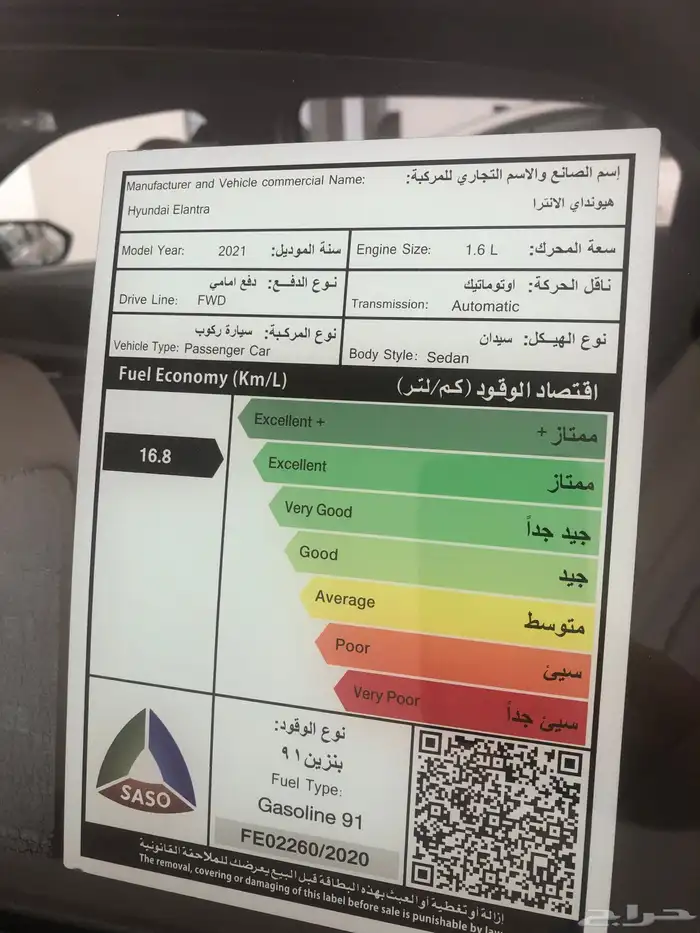 Manufacturer and Vehicle commercial Name: إسم الصانع والاسم التجاري للمركبة:
Hyundai Elantra هيونداي الانترا
Model Year: 2021 سنة الموديل: Engine Size: 1.6 L سعة المحرك:
نوع الدفع: دفع امامي
Drive Line: FWD
ناقل الحركة: اوتوماتيك
Transmission: Automatic
نوع المركبة: سيارة ركوب
Vehicle Type: Passenger Car
نوع الهيكل: سيدان
Body Style: Sedan
Fuel Economy (Km/L) اقتصاد الوقود (كم/لتر)
16.8
Excellent + ممتاز +
Excellent ممتاز
Very Good جيد جداً
Good جيد
Average متوسط
Poor سيئ
Very Poor سيئ جداً
SASO
نوع الوقود:
بنزين ٩١
Fuel Type:
Gasoline 91
FE02260/2020
ازالة أو تغطية أو العبث بهذه البطاقة قبل البيع يعرضك للملاحقة القانونية
The removal, covering or damaging of this label before sale is punishable by law
حراج